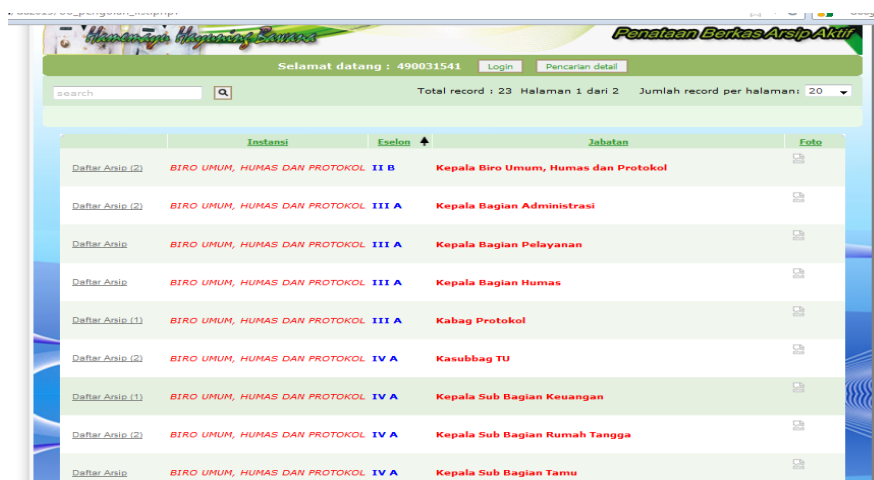 Hamemayu Hayuning Bawana
Penataan Berkas Arsip Aktif
Selamat datang : 490031541 Login Pencarian detail
search Total record : 23 Halaman 1 dari 2 Jumlah record per halaman: 20
Instansi Eselon Jabatan Foto
Daftar Arsip (2) BIRO UMUM, HUMAS DAN PROTOKOL II B Kepala Biro Umum, Humas dan Protokol
Daftar Arsip (2) BIRO UMUM, HUMAS DAN PROTOKOL III A Kepala Bagian Administrasi
Daftar Arsip BIRO UMUM, HUMAS DAN PROTOKOL III A Kepala Bagian Pelayanan
Daftar Arsip BIRO UMUM, HUMAS DAN PROTOKOL III A Kepala Bagian Humas
Daftar Arsip (1) BIRO UMUM, HUMAS DAN PROTOKOL III A Kabag Protokol
Daftar Arsip (2) BIRO UMUM, HUMAS DAN PROTOKOL IV A Kasubbag TU
Daftar Arsip (1) BIRO UMUM, HUMAS DAN PROTOKOL IV A Kepala Sub Bagian Keuangan
Daftar Arsip (2) BIRO UMUM, HUMAS DAN PROTOKOL IV A Kepala Sub Bagian Rumah Tangga
Daftar Arsip BIRO UMUM, HUMAS DAN PROTOKOL IV A Kepala Sub Bagian Tamu